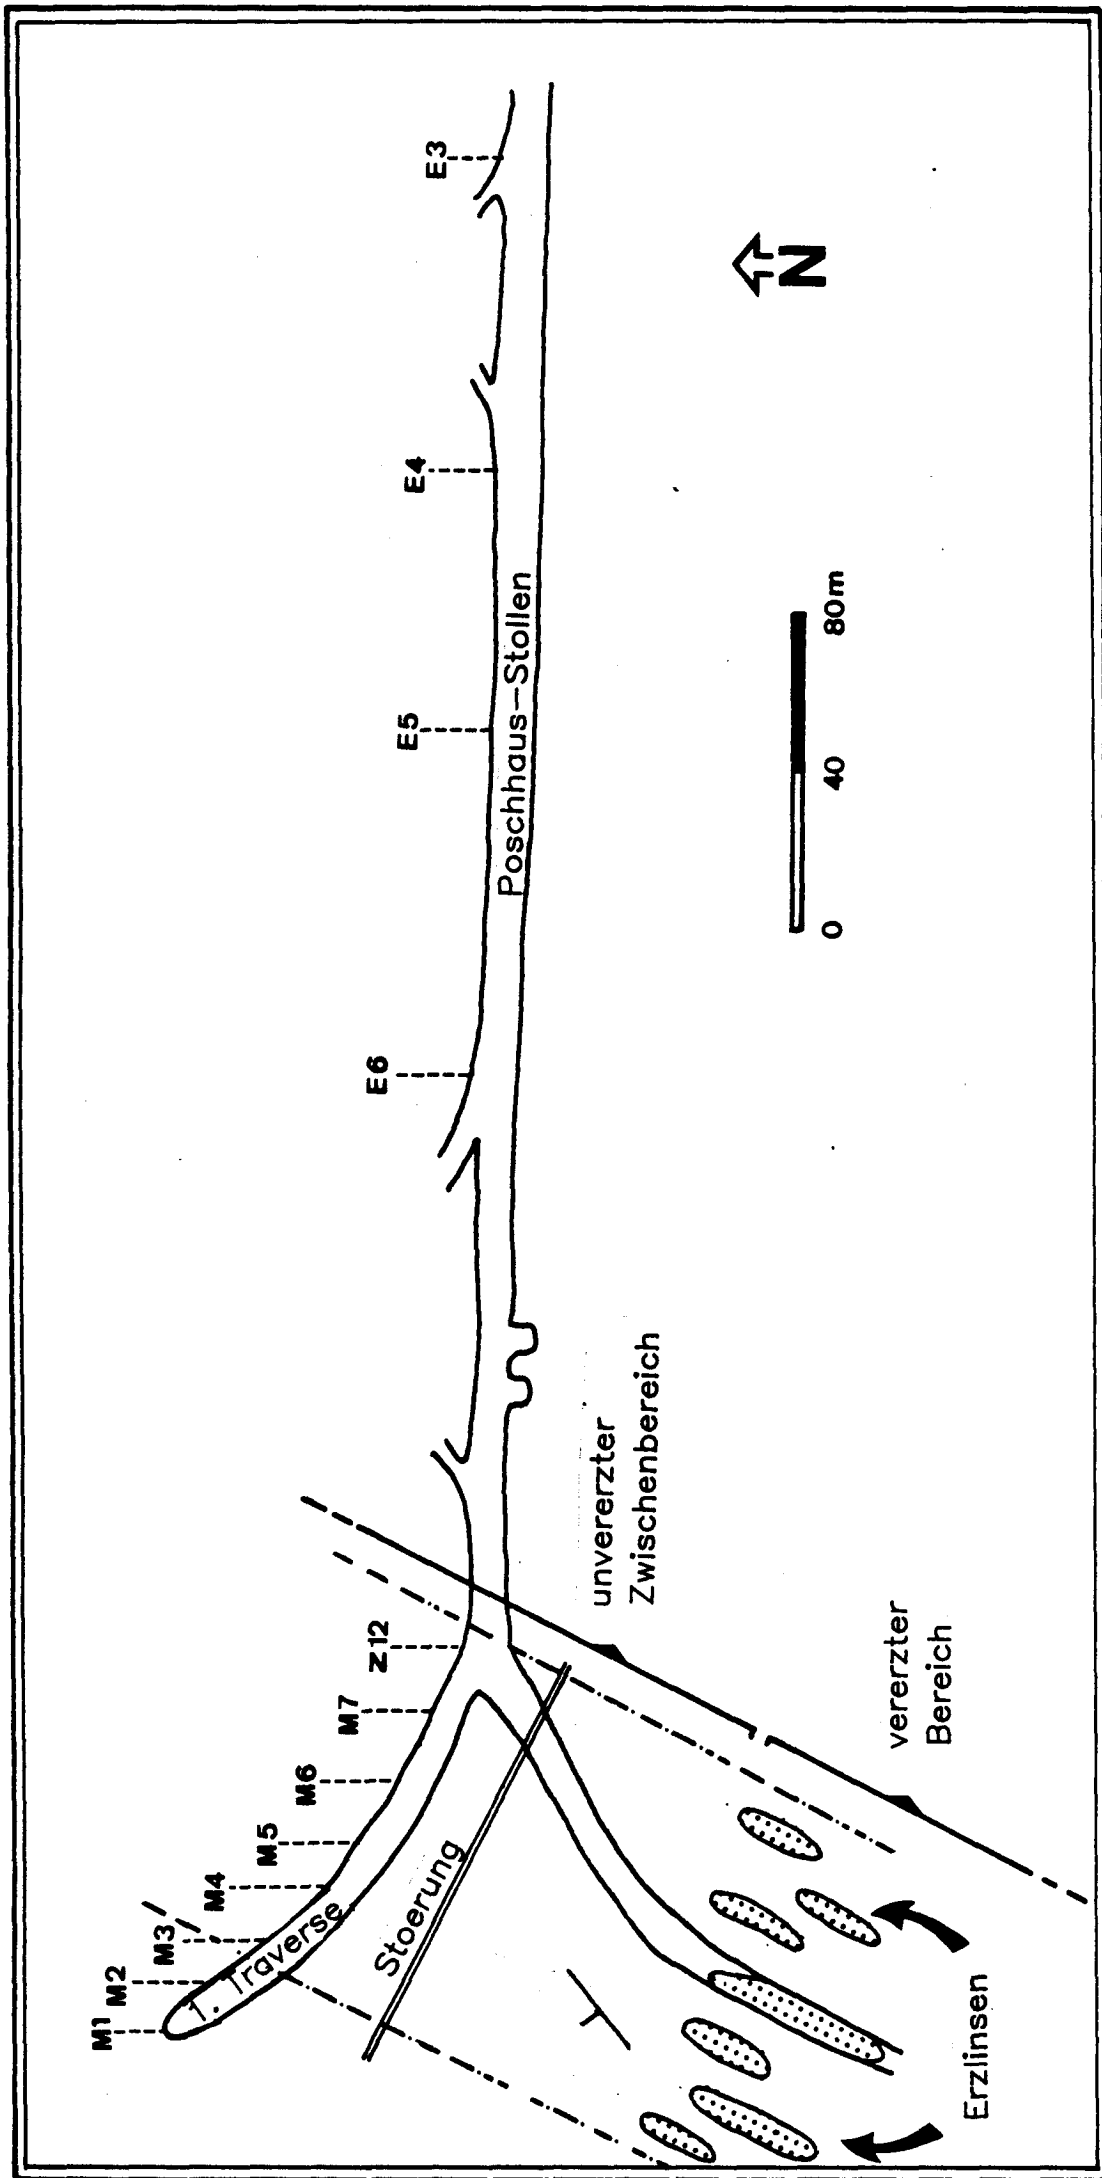 M1
M2
M3
M4
M5
M6
M7
Z12
E6
E5
E4
E3
1. Traverse
Stoerung
Poschhaus-Stollen
unvererzter
Zwischenbereich
vererzter
Bereich
Erzlinsen
0 40 80m
N